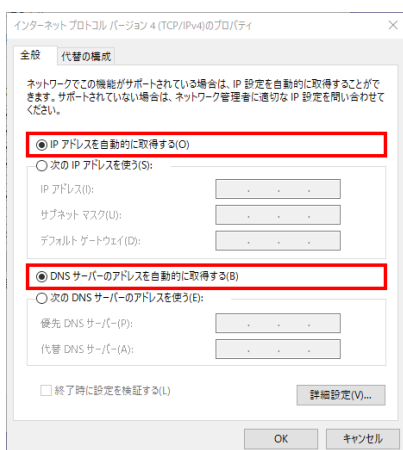 インターネット プロトコル バージョン 4 (TCP/IPv4)のプロパティ
全般
代替の構成
ネットワークでこの機能がサポートされている場合は、IP 設定を自動的に取得することがで
きます。サポートされていない場合は、ネットワーク管理者に適切な IP 設定を問い合わせて
ください。
IP アドレスを自動的に取得する(O)
次の IP アドレスを使う(S):
IP アドレス(I):
サブネット マスク(U):
デフォルト ゲートウェイ(D):
DNS サーバーのアドレスを自動的に取得する(B)
次の DNS サーバーのアドレスを使う(E):
優先 DNS サーバー(P):
代替 DNS サーバー(A):
終了時に設定を検証する(L)
詳細設定(V)...
OK
キャンセル